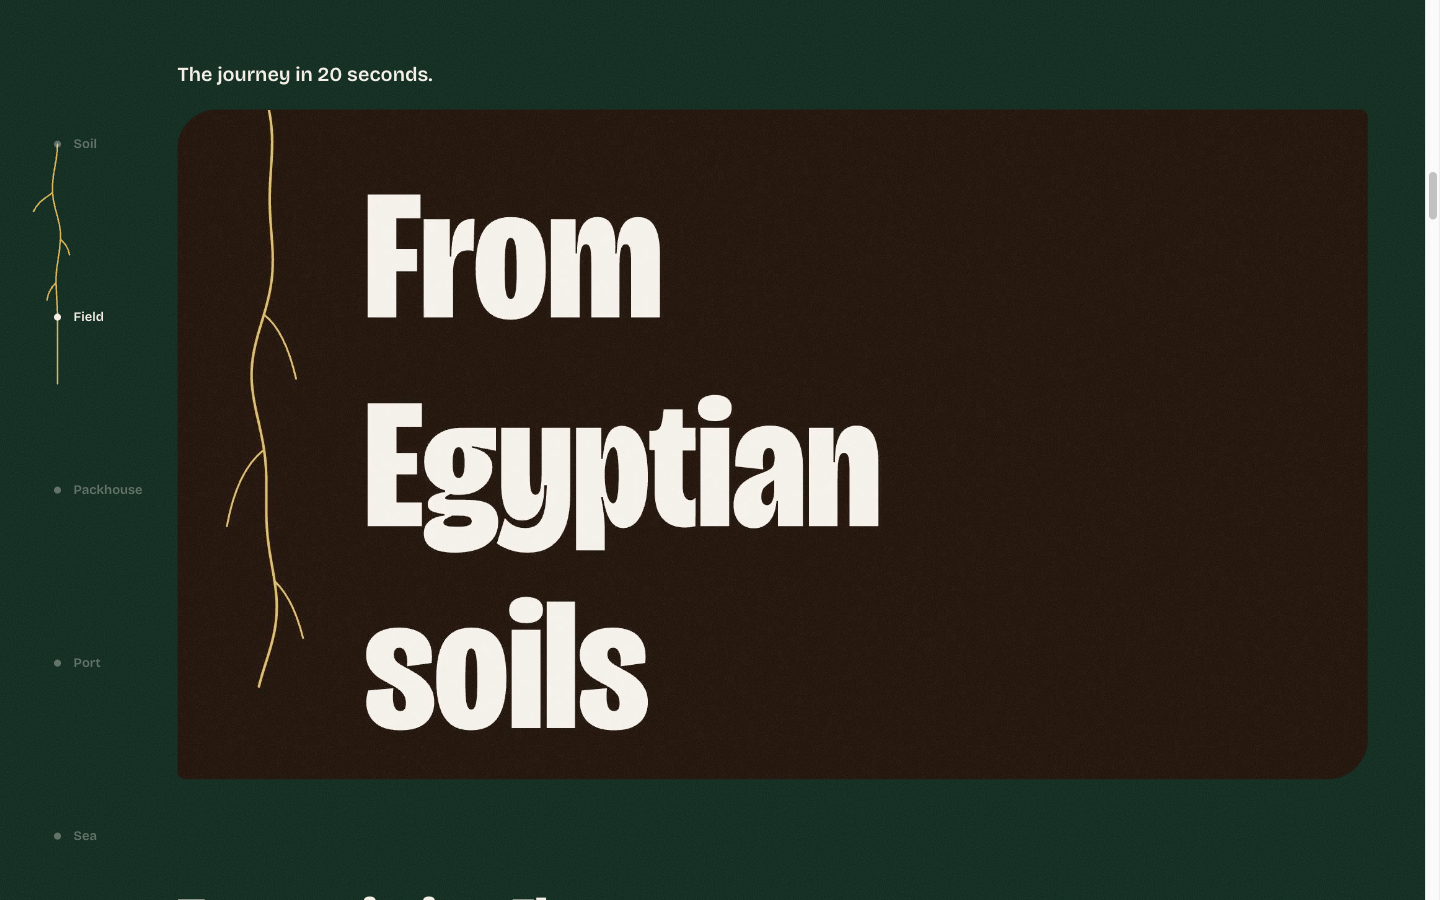 The journey in 20 seconds.
Soil
Field
Packhouse
Port
Sea
From
Egyptian
soils